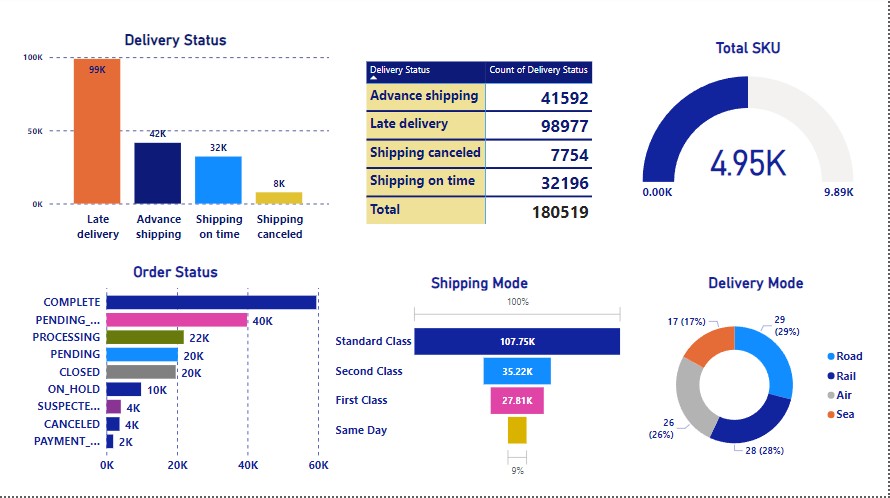 Delivery Status
100K
50K
0K
99K
42K
32K
8K
Late delivery
Advance shipping
Shipping on time
Shipping canceled
Delivery Status Count of Delivery Status
Advance shipping 41592
Late delivery 98977
Shipping canceled 7754
Shipping on time 32196
Total 180519
Total SKU
4.95K
0.00K 9.89K
Order Status
COMPLETE
PENDING_... 40K
PROCESSING 22K
PENDING 20K
CLOSED 20K
ON_HOLD 10K
SUSPECTE... 4K
CANCELED 4K
PAYMENT_... 2K
0K 20K 40K 60K
Shipping Mode
100%
Standard Class 107.75K
Second Class 35.22K
First Class 27.81K
Same Day
9%
Delivery Mode
17 (17%)
29 (29%)
26 (26%)
28 (28%)
Road
Rail
Air
Sea